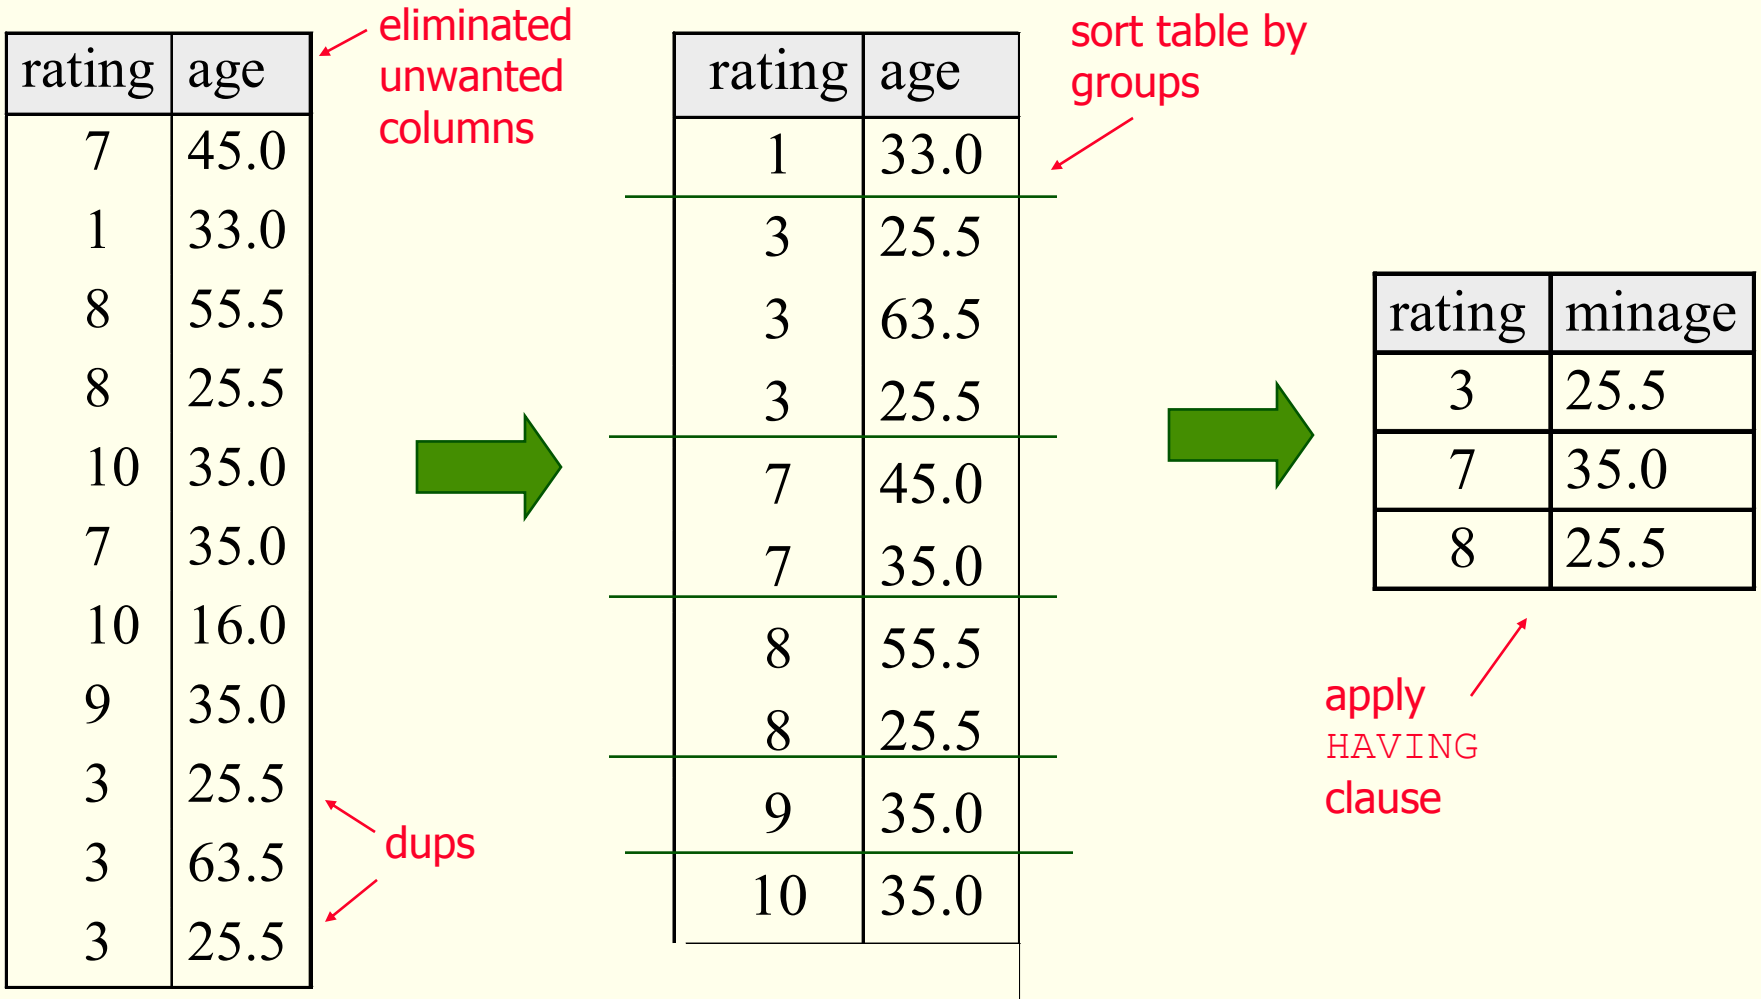 eliminated
unwanted
columns
rating age
7 45.0
1 33.0
8 55.5
8 25.5
10 35.0
7 35.0
10 16.0
9 35.0
3 25.5
3 63.5
3 25.5
dups
sort table by
groups
rating age
1 33.0
3 25.5
3 63.5
3 25.5
7 45.0
7 35.0
8 55.5
8 25.5
9 35.0
10 35.0
rating minage
3 25.5
7 35.0
8 25.5
apply
HAVING
clause